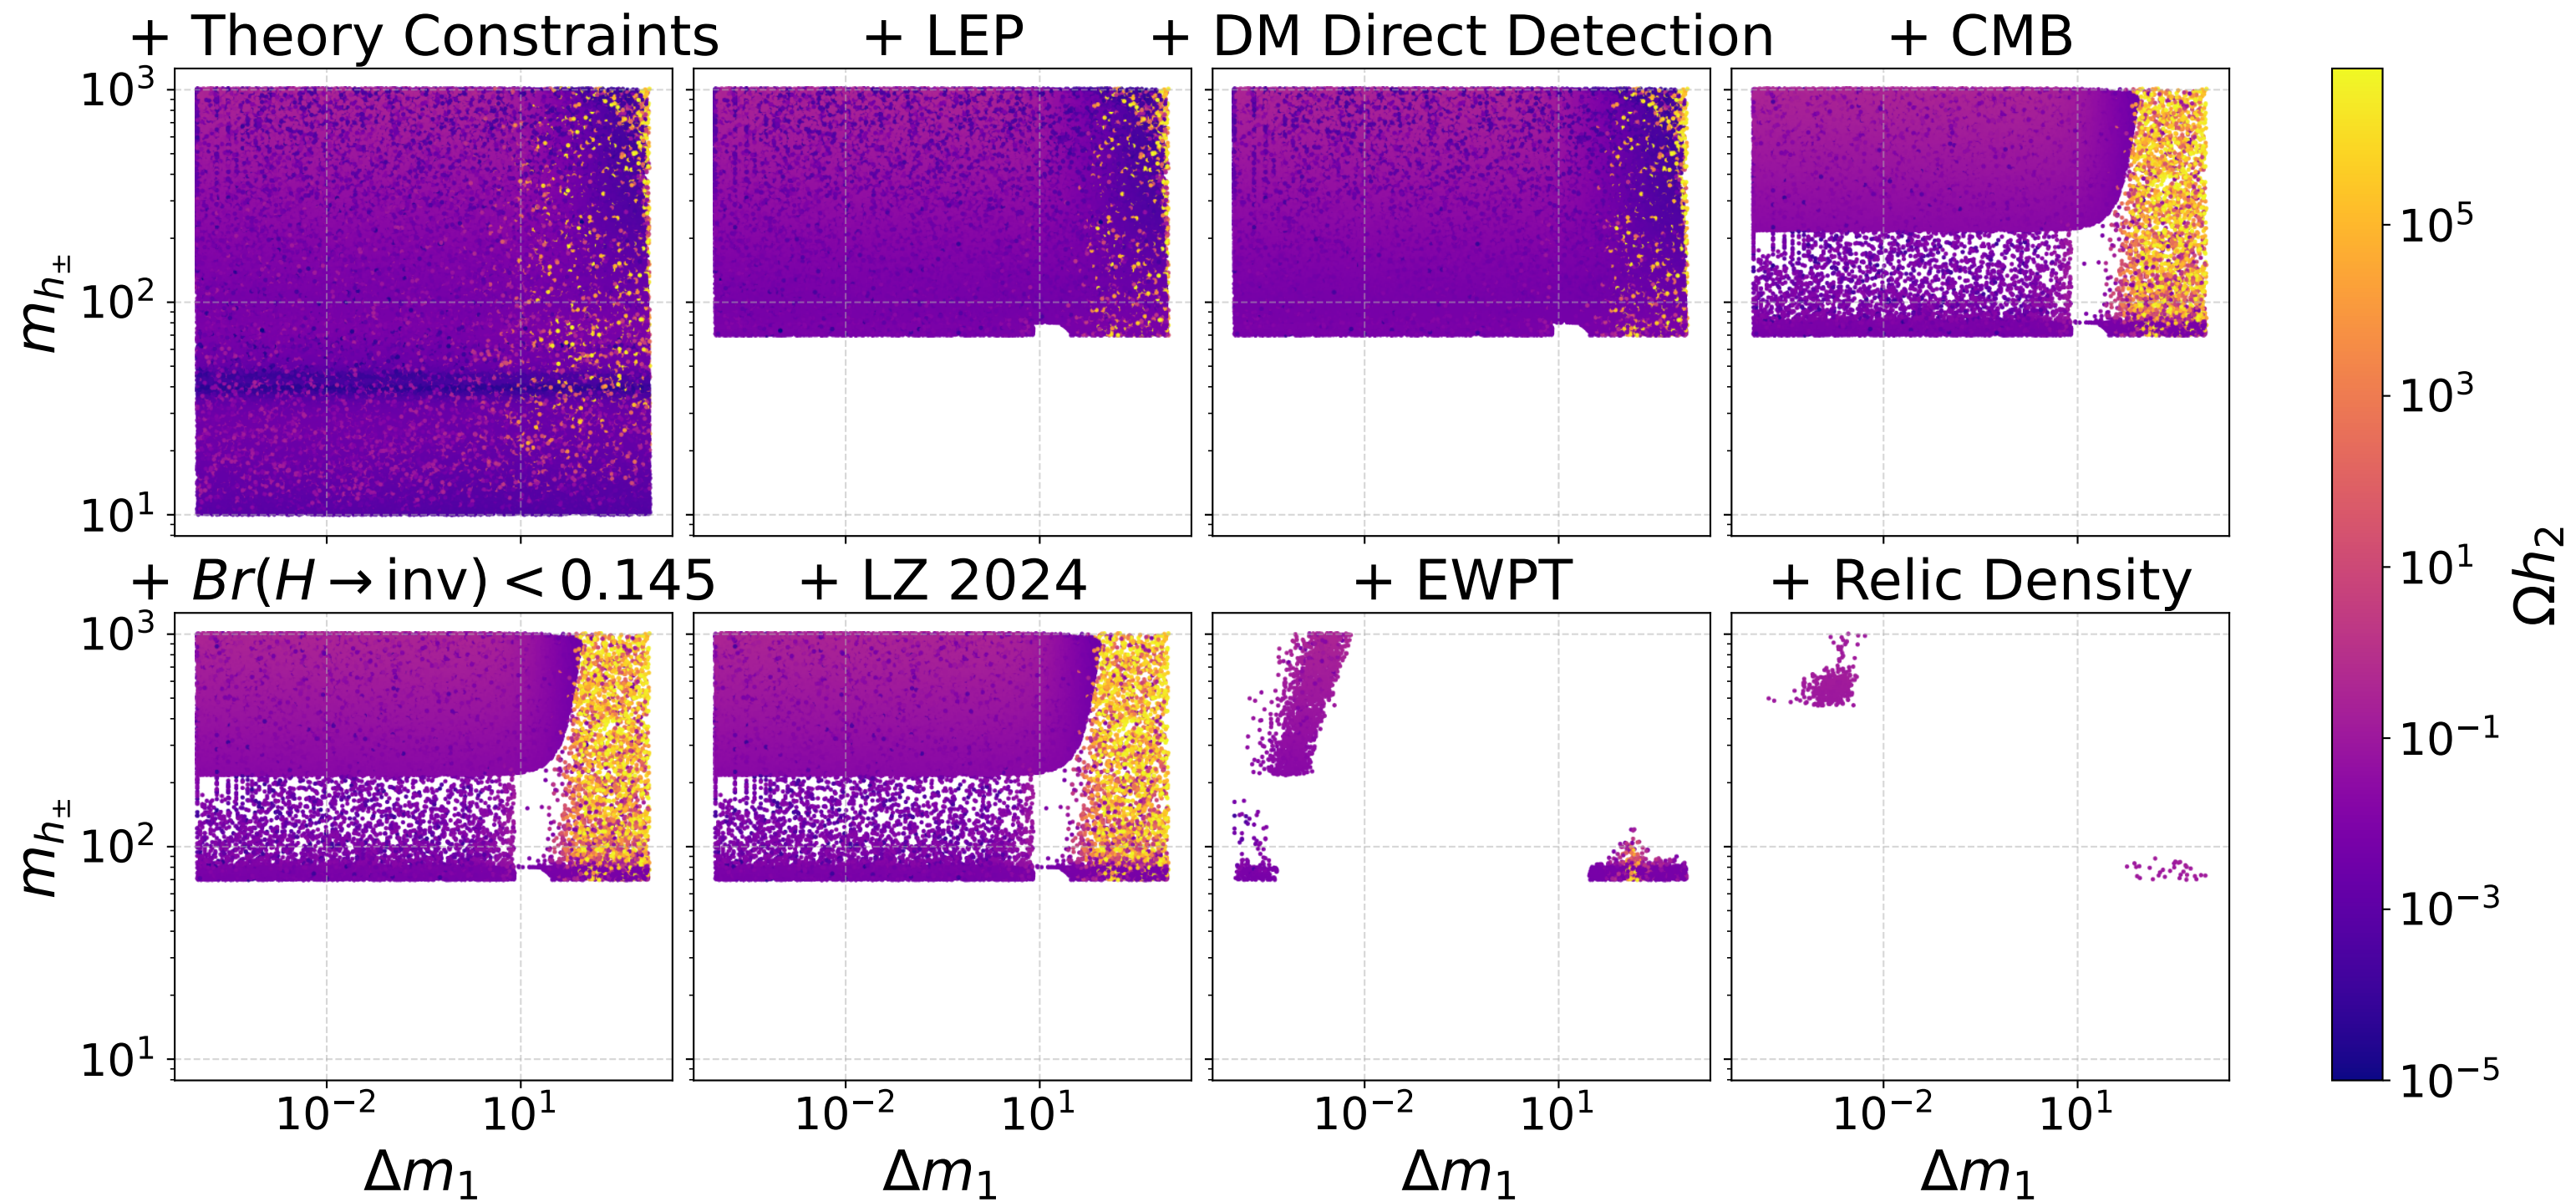 + Theory Constraints
+ LEP
+ DM Direct Detection
+ CMB
10³
10²
10¹
m_{h_±}
+ Br(H → inv) < 0.145
+ LZ 2024
+ EWPT
+ Relic Density
10³
10²
10¹
m_{h_±}
10⁻² 10¹
10⁻² 10¹
10⁻² 10¹
10⁻² 10¹
Δm₁
Δm₁
Δm₁
Δm₁
10⁵
10³
10¹
10⁻¹
10⁻³
10⁻⁵
Ωh₂